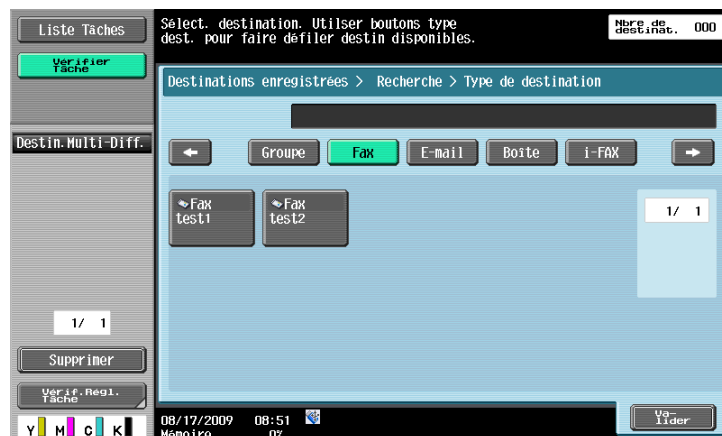 Liste Tâches
Vérifier
Tâche
Destin.Multi-Diff.
1/ 1
Supprimer
Vérif.Régl.
Tâche
Y M C K
Sélect. destination. Utilser boutons type
dest. pour faire défiler destin disponibles.
Nbre de
destinat. 000
Destinations enregistrées > Recherche > Type de destination
Groupe Fax E-mail Boîte i-FAX
Fax
test1
Fax
test2
1/ 1
08/17/2009 08:51
Mémoire 0%
Va-
lider